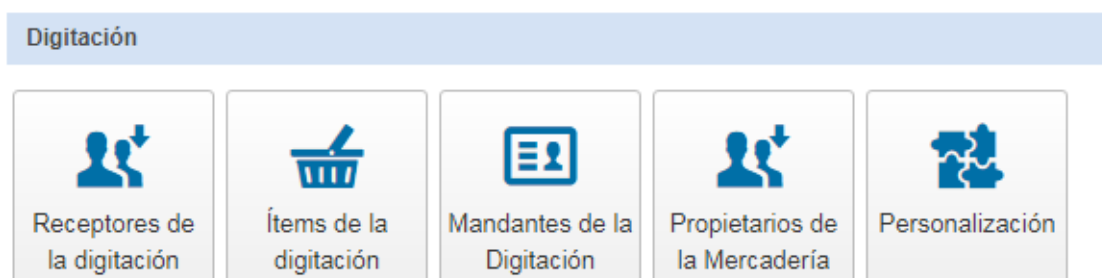 Digitación
Receptores de
la digitación
Ítems de la
digitación
Mandantes de la
Digitación
Propietarios de
la Mercadería
Personalización